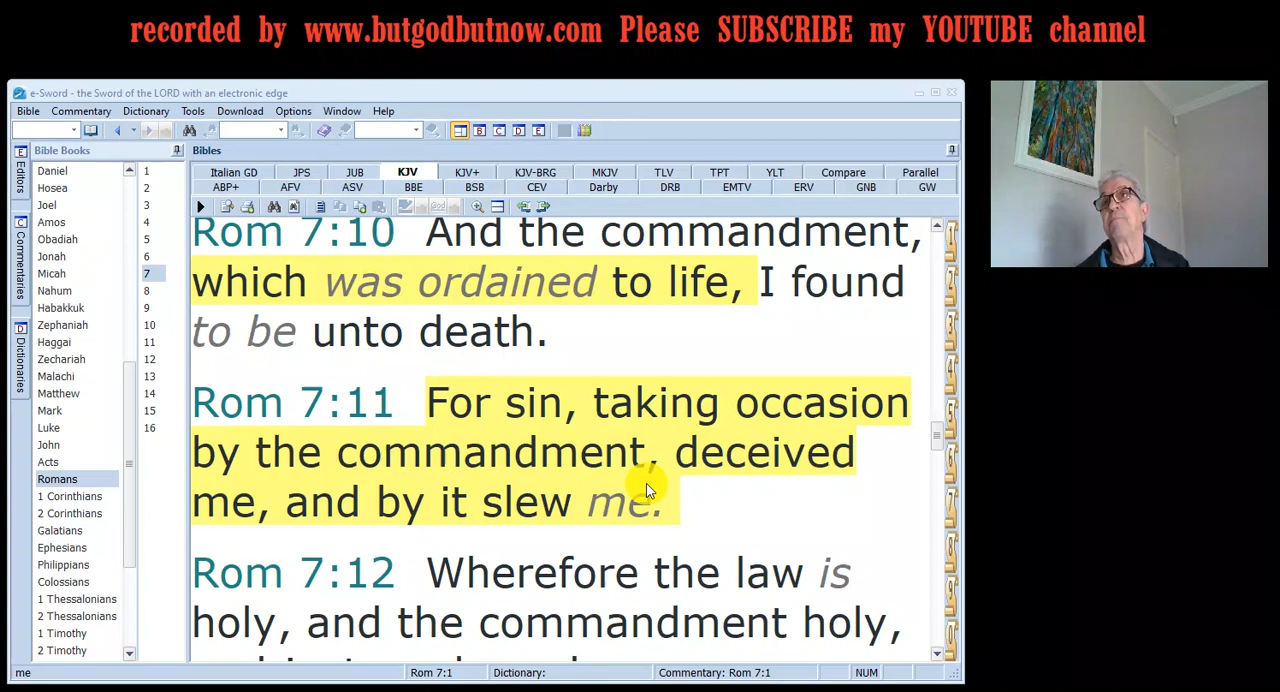 recorded by www.butgodbutnow.com Please SUBSCRIBE my YOUTUBE channel
e-Sword - the Sword of the LORD with an electronic edge
Bible Commentary Dictionary Tools Download Options Window Help
B C D E
Bible Books
Bibles
E Editors
C Commentaries
D Dictionaries
Daniel
Hosea
Joel
Amos
Obadiah
Jonah
Micah
Nahum
Habakkuk
Zephaniah
Haggai
Zechariah
Malachi
Matthew
Mark
Luke
John
Acts
Romans
1 Corinthians
2 Corinthians
Galatians
Ephesians
Philippians
Colossians
1 Thessalonians
2 Thessalonians
1 Timothy
2 Timothy
1
2
3
4
5
6
7
8
9
10
11
12
13
14
15
16
Italian GD JPS JUB KJV KJV+ KJV-BRG MKJV TLV TPT YLT Compare Parallel
ABP+ AFV ASV BBE BSB CEV Darby DRB EMTV ERV GNB GW
Rom 7:10 And the commandment,
which was ordained to life, I found
to be unto death.
Rom 7:11 For sin, taking occasion
by the commandment, deceived
me, and by it slew me.
Rom 7:12 Wherefore the law is
holy, and the commandment holy,
me Rom 7:1 Dictionary: Commentary: Rom 7:1 NUM